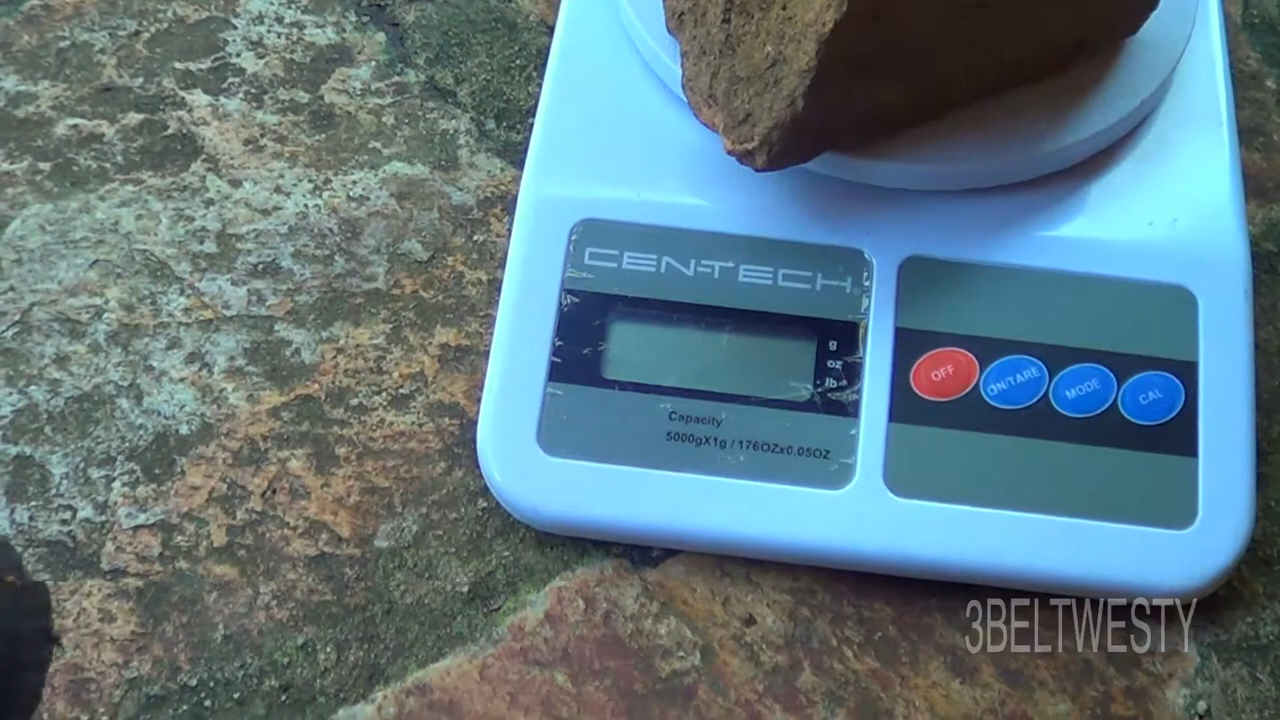 CEN-TECH
g
oz
lb
Capacity
5000gX1g / 176OZx0.05OZ
OFF
ON/TARE
MODE
CAL
3BELTWESTY